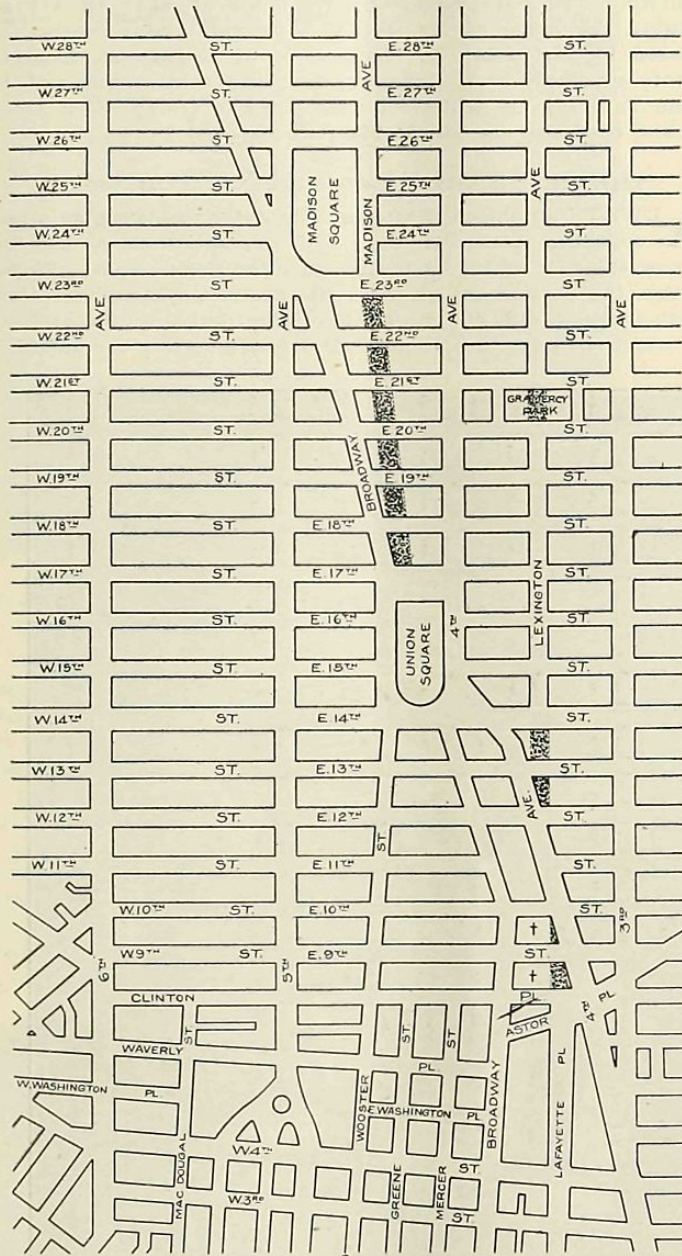 W.28TH ST. E.28TH ST.
AVE
W.27TH ST. E.27TH ST.
W.26TH ST. E.26TH ST.
MADISON SQUARE
AVE
W.25TH ST E.25TH ST.
MADISON
W.24TH ST. E.24TH ST
W.23RD ST E.23RD ST.
AVE AVE AVE AVE
W.22ND ST. E.22ND ST.
W.21ST ST. E.21ST ST.
GRAMERCY PARK
W.20TH ST. E.20TH ST.
BROADWAY
W.19TH ST. E.19TH ST.
W.18TH ST. E.18TH ST.
W.17TH ST. E.17TH ST.
LEXINGTON
W.16TH ST. E.16TH ST.
UNION SQUARE
4TH
W.15TH ST. E.15TH ST.
W.14TH ST. E.14TH ST.
W.13TH ST. E.13TH ST.
AVE.
W.12TH ST. E.12TH ST.
ST
W.11TH ST. E.11TH ST.
W.10TH ST. E.10TH ST.
3RD
W9TH ST. E.9TH ST.
6TH 5TH
CLINTON PL
4TH PL
ASTOR
ST. ST. ST.
WAVERLY PL.
PL
W.WASHINGTON PL.
WOOSTER
E.WASHINGTON PL
BROADWAY
LAFAYETTE
MAC DOUGAL
W.4TH ST.
GREENE
MERCER
W.3RD ST.